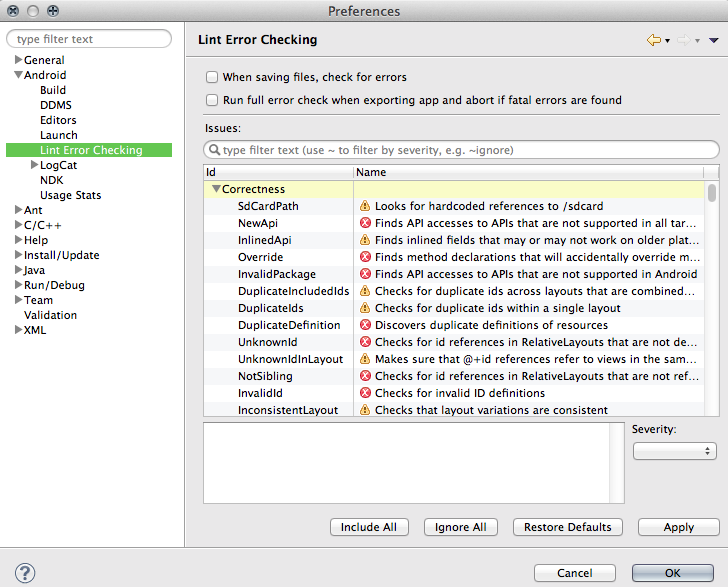 Preferences
type filter text
General
Android
Build
DDMS
Editors
Launch
Lint Error Checking
LogCat
NDK
Usage Stats
Ant
C/C++
Help
Install/Update
Java
Run/Debug
Team
Validation
XML
Lint Error Checking
When saving files, check for errors
Run full error check when exporting app and abort if fatal errors are found
Issues:
type filter text (use ~ to filter by severity, e.g. ~ignore)
Id Name
Correctness
SdCardPath Looks for hardcoded references to /sdcard
NewApi Finds API accesses to APIs that are not supported in all tar...
InlinedApi Finds inlined fields that may or may not work on older plat...
Override Finds method declarations that will accidentally override m...
InvalidPackage Finds API accesses to APIs that are not supported in Android
DuplicateIncludedIds Checks for duplicate ids across layouts that are combined...
DuplicateIds Checks for duplicate ids within a single layout
DuplicateDefinition Discovers duplicate definitions of resources
UnknownId Checks for id references in RelativeLayouts that are not de...
UnknownIdInLayout Makes sure that @+id references refer to views in the sam...
NotSibling Checks for id references in RelativeLayouts that are not ref...
InvalidId Checks for invalid ID definitions
InconsistentLayout Checks that layout variations are consistent
Severity:
Include All Ignore All Restore Defaults Apply
? Cancel OK